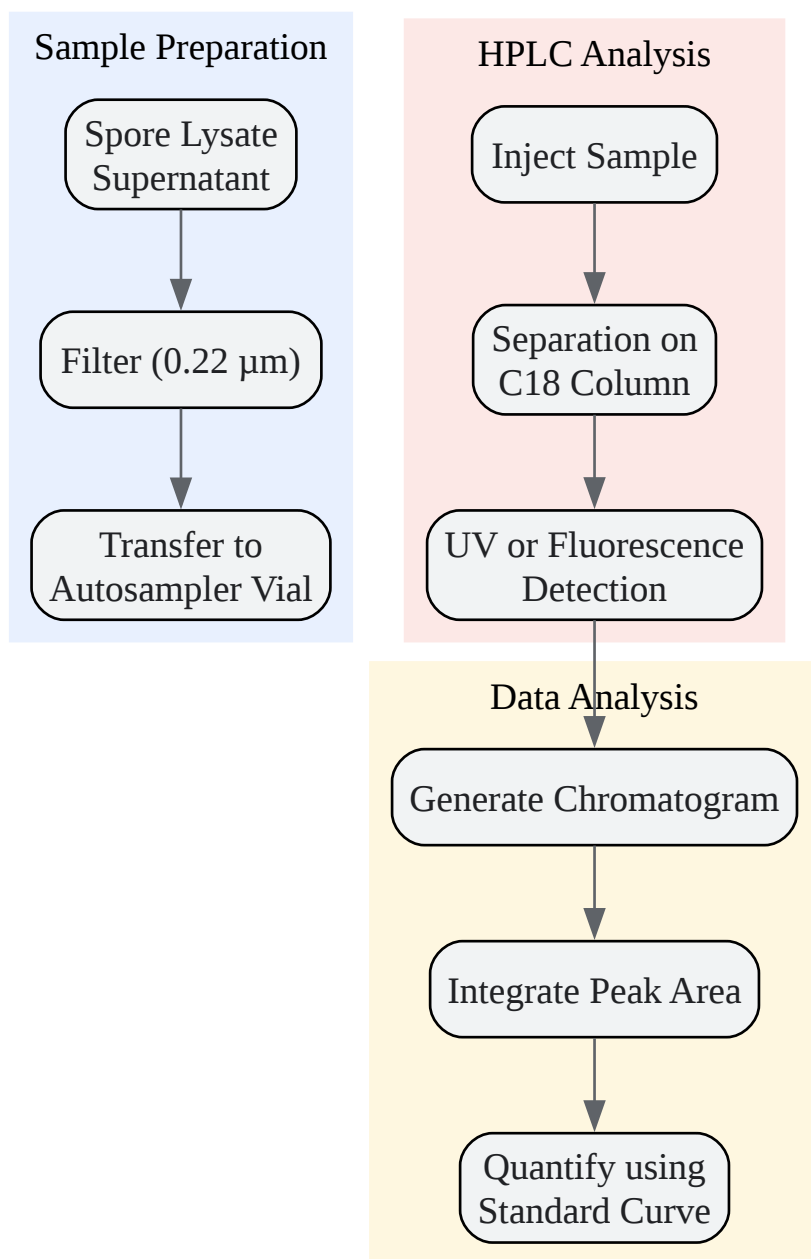 Sample Preparation
Spore Lysate
Supernatant
Filter (0.22 µm)
Transfer to
Autosampler Vial
HPLC Analysis
Inject Sample
Separation on
C18 Column
UV or Fluorescence
Detection
Data Analysis
Generate Chromatogram
Integrate Peak Area
Quantify using
Standard Curve